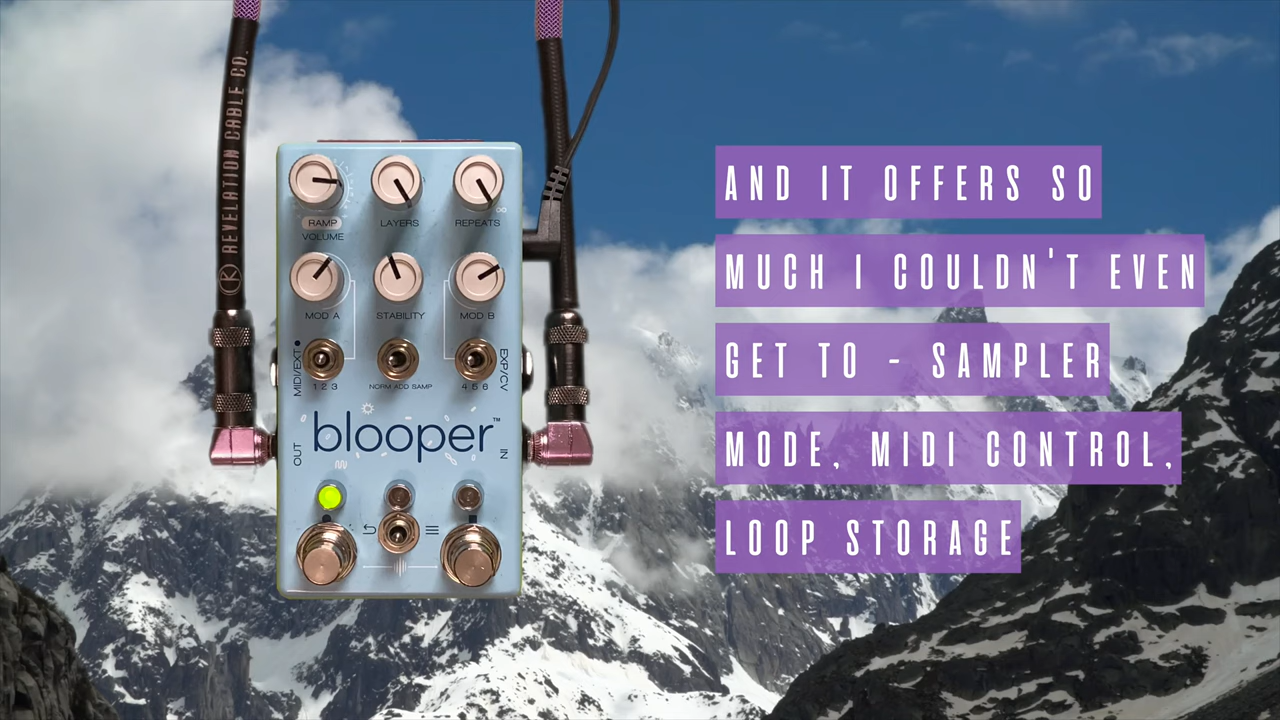 REVELATION CABLE CO.
RAMP
VOLUME
LAYERS
REPEATS
∞
MOD A
STABILITY
MOD B
MIDI/EXT
EXP/CV
1 2 3
NORM ADD SAMP
4 5 6
blooper™
OUT
IN
AND IT OFFERS SO
MUCH I COULDN'T EVEN
GET TO - SAMPLER
MODE, MIDI CONTROL,
LOOP STORAGE